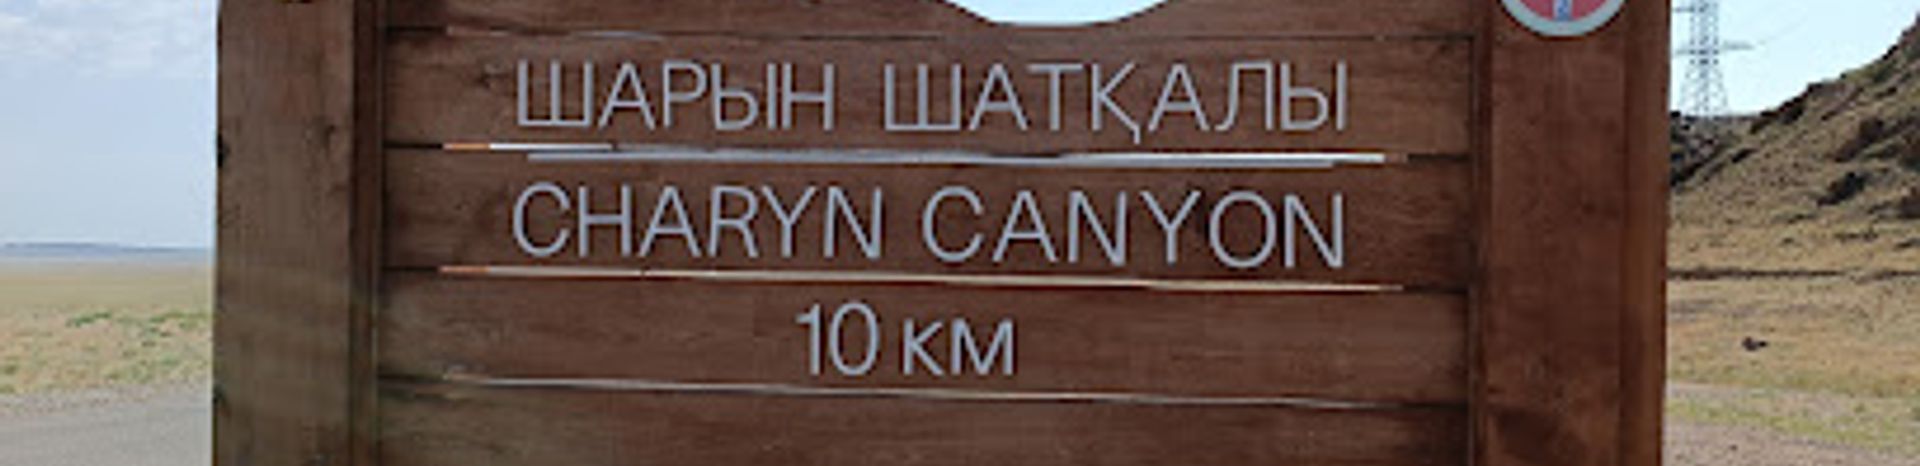 ШАРЫН ШАТҚАЛЫ
CHARYN CANYON
10 км